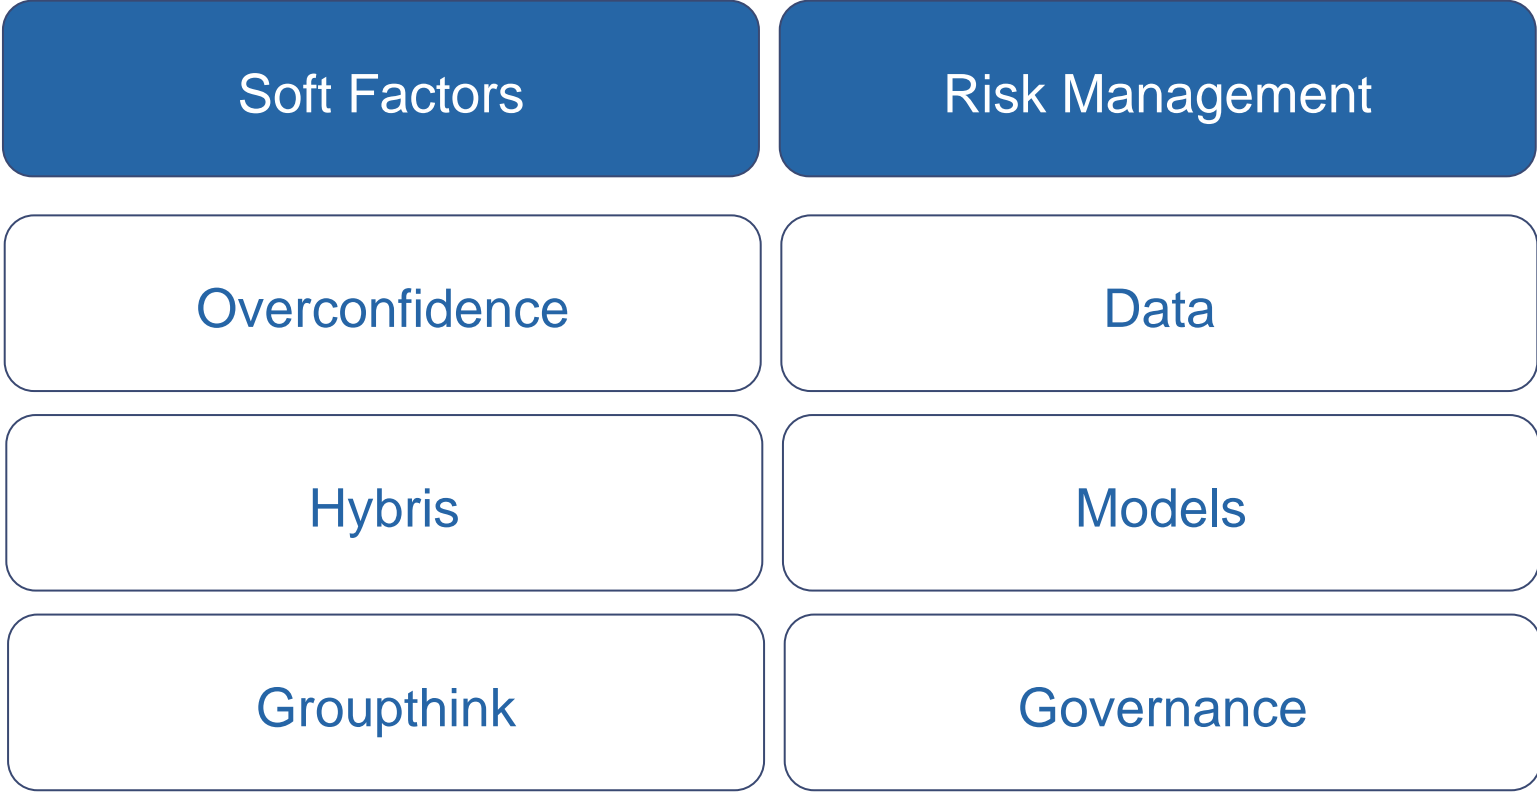 Soft Factors
Risk Management
Overconfidence
Data
Hybris
Models
Groupthink
Governance